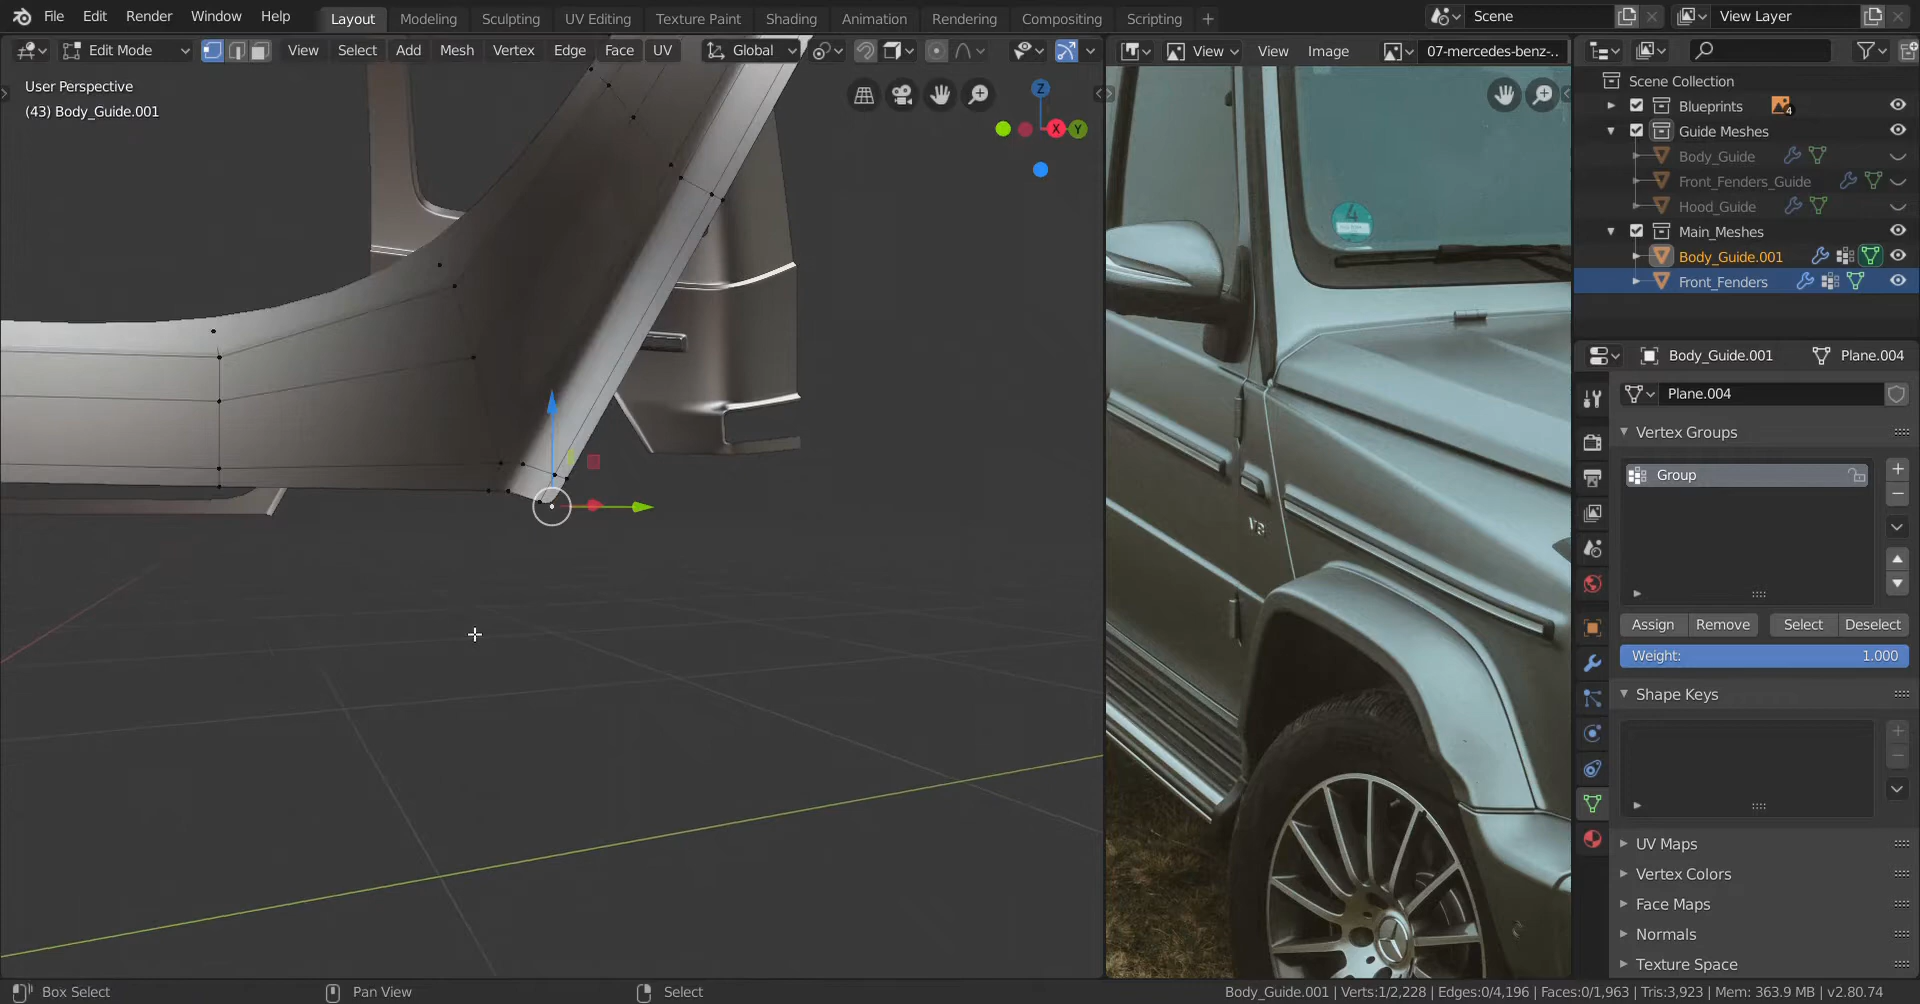 File Edit Render Window Help Layout Modeling Sculpting UV Editing Texture Paint Shading Animation Rendering Compositing Scripting + Scene View Layer
Edit Mode View Select Add Mesh Vertex Edge Face UV Global View View Image 07-mercedes-benz-..
User Perspective
(43) Body_Guide.001
Z
X
Y
4
V8
Scene Collection
Blueprints 4
Guide Meshes
Body_Guide
Front_Fenders_Guide
Hood_Guide
Main_Meshes
Body_Guide.001
Front_Fenders
Body_Guide.001 Plane.004
Plane.004
Vertex Groups
Group
Assign Remove Select Deselect
Weight: 1.000
Shape Keys
UV Maps
Vertex Colors
Face Maps
Normals
Texture Space
Box Select Pan View Select Body_Guide.001 | Verts:1/2,228 | Edges:0/4,196 | Faces:0/1,963 | Tris:3,923 | Mem: 363.9 MB | v2.80.74